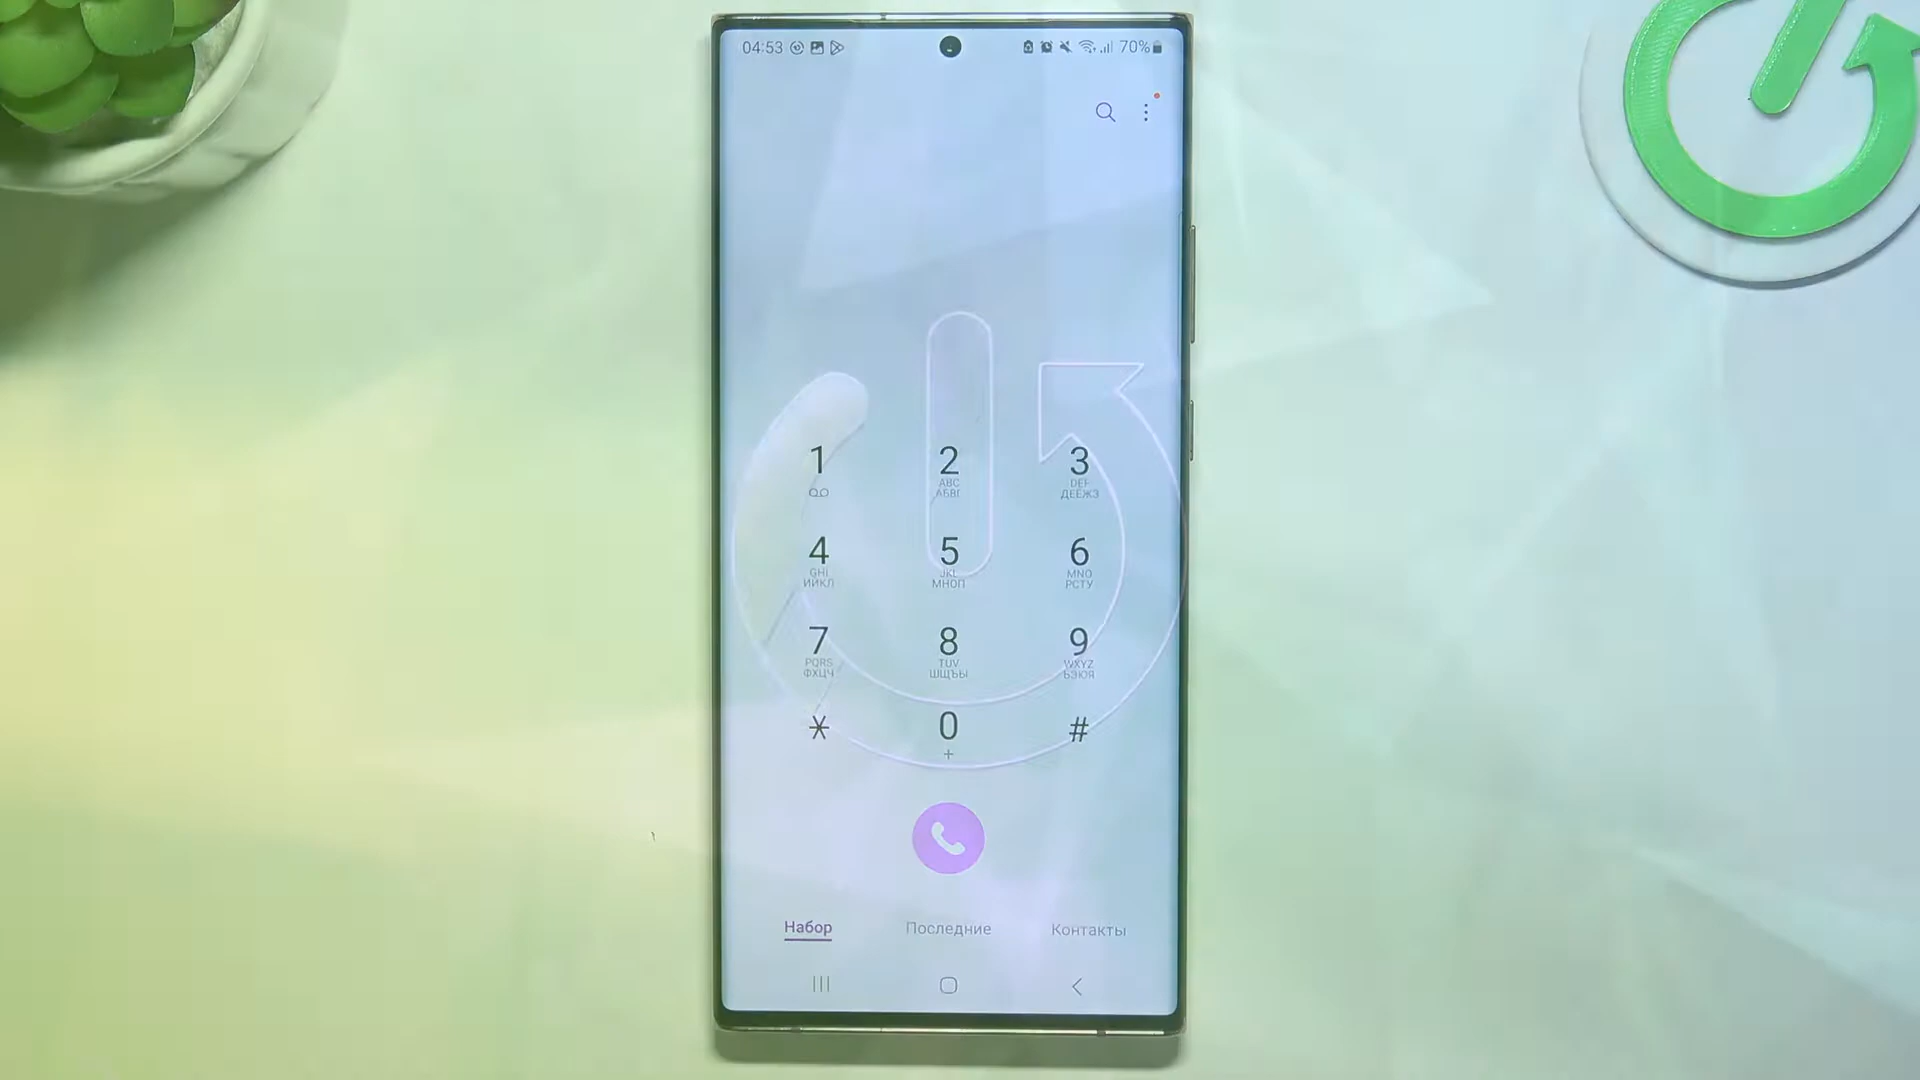 04:53 70%
1 2 3
ABC DEF
АБВГ ДЕЁЖЗ
4 5 6
GHI JKL MNO
ИЙКЛ МНОП РСТУ
7 8 9
PQRS TUV WXYZ
ФХЦЧ ШЩЪЫ ЬЭЮЯ
* 0 #
+
Набор Последние Контакты